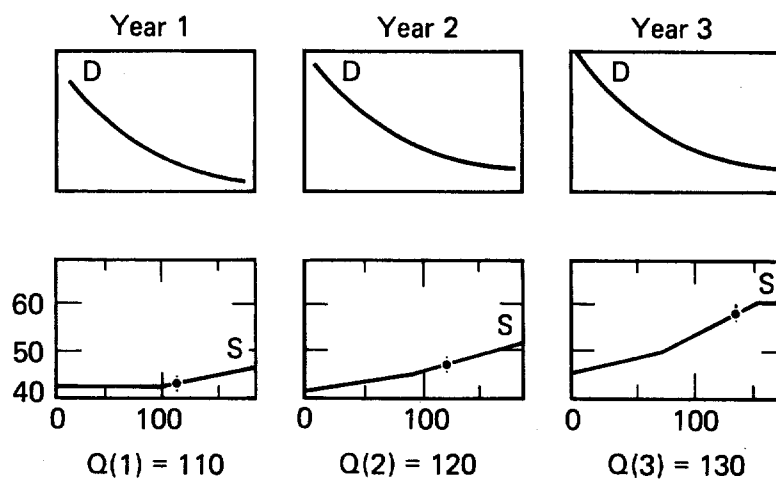 Year 1 Year 2 Year 3
D D D
60
50
40
S S S
0 100 0 100 0 100
Q(1) = 110 Q(2) = 120 Q(3) = 130